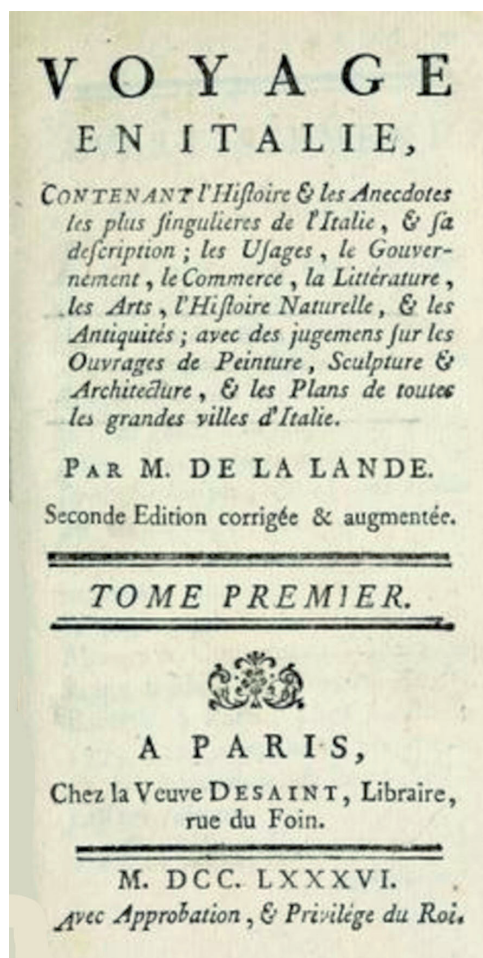 VOYAGE
EN ITALIE,
CONTENANT l'Hiſtoire & les Anecdotes
les plus ſingulieres de l'Italie, & ſa
deſcription ; les Uſages, le Gouver-
nement, le Commerce, la Littérature,
les Arts, l'Hiſtoire Naturelle, & les
Antiquités ; avec des jugemens ſur les
Ouvrages de Peinture, Sculpture &
Architecture, & les Plans de toutes
les grandes villes d'Italie.
PAR M. DE LA LANDE.
Seconde Edition corrigée & augmentée.
TOME PREMIER.
A PARIS,
Chez la Veuve DESAINT, Libraire,
rue du Foin.
M. DCC. LXXXVI.
Avec Approbation, & Privilége du Roi.